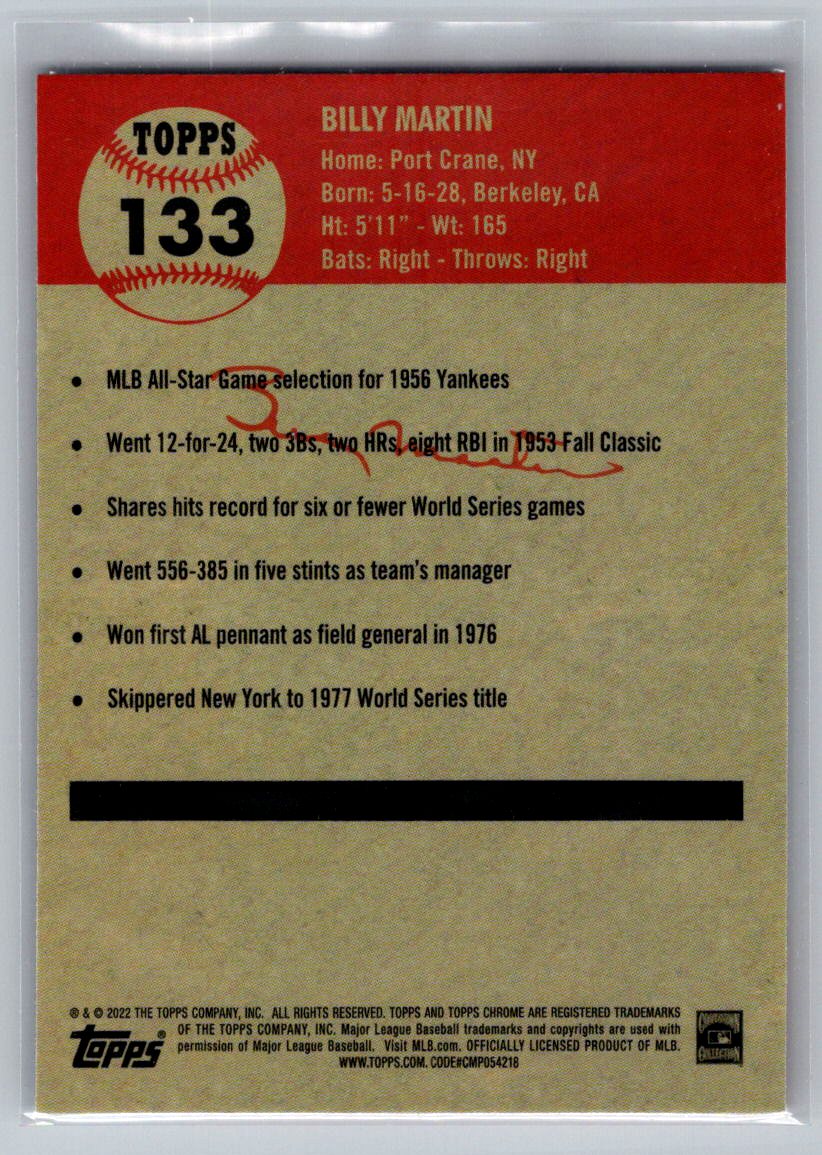 TOPPS
133
BILLY MARTIN
Home: Port Crane, NY
Born: 5-16-28, Berkeley, CA
Ht: 5'11" - Wt: 165
Bats: Right - Throws: Right
• MLB All-Star Game selection for 1956 Yankees
Billy Martin
• Went 12-for-24, two 3Bs, two HRs, eight RBI in 1953 Fall Classic
• Shares hits record for six or fewer World Series games
• Went 556-385 in five stints as team's manager
• Won first AL pennant as field general in 1976
• Skippered New York to 1977 World Series title
® & © 2022 THE TOPPS COMPANY, INC. ALL RIGHTS RESERVED. TOPPS AND TOPPS CHROME ARE REGISTERED TRADEMARKS
OF THE TOPPS COMPANY, INC. Major League Baseball trademarks and copyrights are used with
permission of Major League Baseball. Visit MLB.com. OFFICIALLY LICENSED PRODUCT OF MLB.
WWW.TOPPS.COM. CODE#CMP054218
Topps®
COOPERSTOWN
COLLECTION